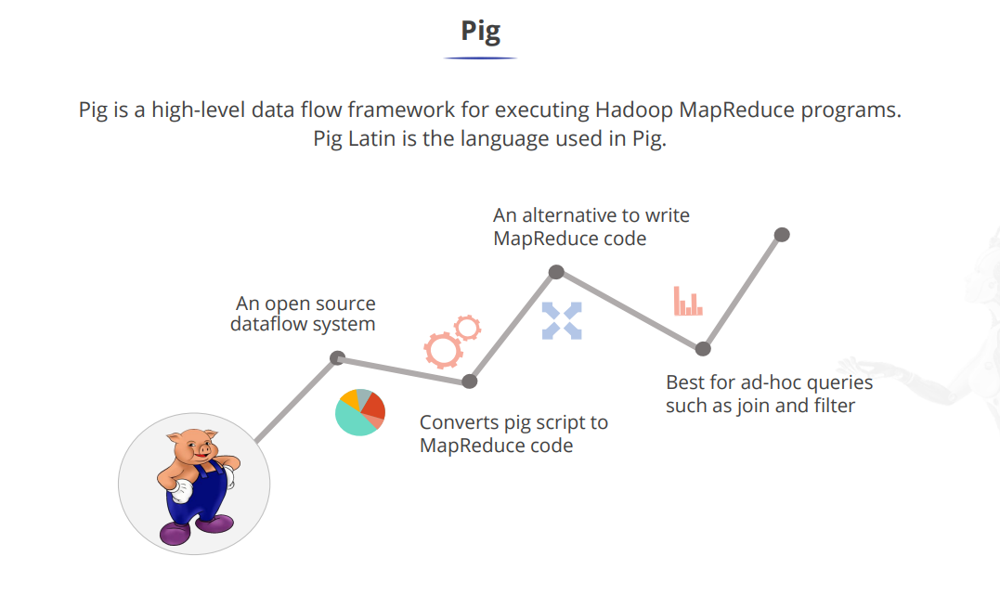 Pig
Pig is a high-level data flow framework for executing Hadoop MapReduce programs.
Pig Latin is the language used in Pig.
An open source
dataflow system
Converts pig script to
MapReduce code
An alternative to write
MapReduce code
Best for ad-hoc queries
such as join and filter